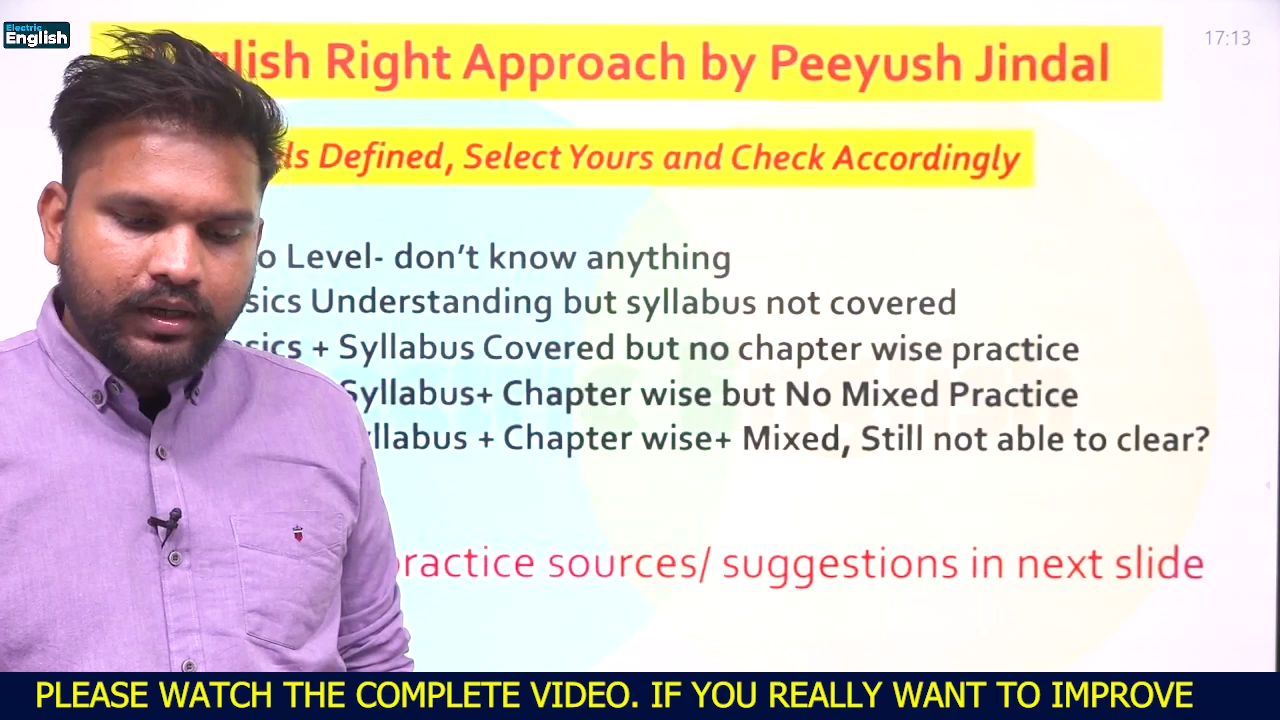 Electric
English
17:13
glish Right Approach by Peeyush Jindal
ls Defined, Select Yours and Check Accordingly
o Level- don't know anything
sics Understanding but syllabus not covered
sics + Syllabus Covered but no chapter wise practice
Syllabus+ Chapter wise but No Mixed Practice
yllabus + Chapter wise+ Mixed, Still not able to clear?
practice sources/ suggestions in next slide
PLEASE WATCH THE COMPLETE VIDEO. IF YOU REALLY WANT TO IMPROVE